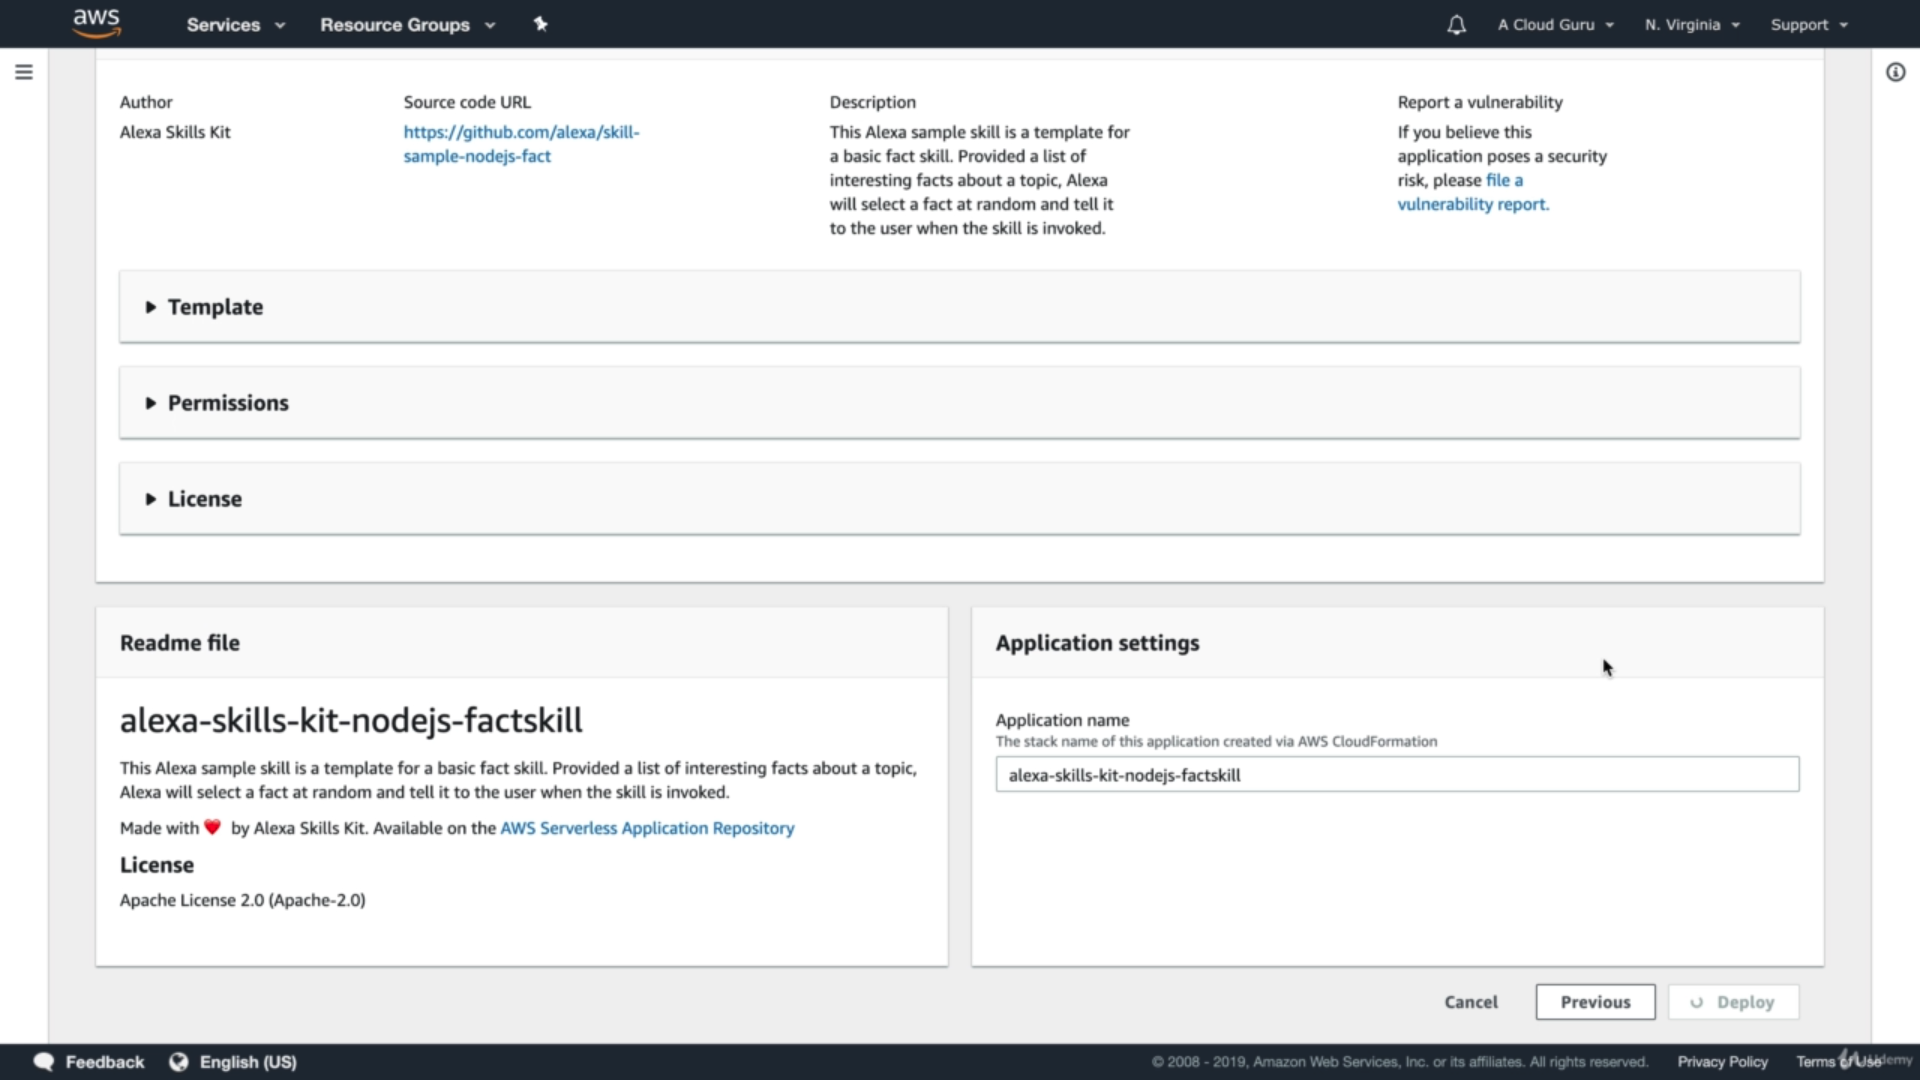 aws
Services
Resource Groups
A Cloud Guru
N. Virginia
Support
Author
Alexa Skills Kit
Source code URL
https://github.com/alexa/skill-
sample-nodejs-fact
Description
This Alexa sample skill is a template for
a basic fact skill. Provided a list of
interesting facts about a topic, Alexa
will select a fact at random and tell it
to the user when the skill is invoked.
Report a vulnerability
If you believe this
application poses a security
risk, please file a
vulnerability report.
Template
Permissions
License
Readme file
alexa-skills-kit-nodejs-factskill
This Alexa sample skill is a template for a basic fact skill. Provided a list of interesting facts about a topic,
Alexa will select a fact at random and tell it to the user when the skill is invoked.
Made with ❤ by Alexa Skills Kit. Available on the AWS Serverless Application Repository
License
Apache License 2.0 (Apache-2.0)
Application settings
Application name
The stack name of this application created via AWS CloudFormation
alexa-skills-kit-nodejs-factskill
Cancel
Previous
Deploy
Feedback
English (US)
© 2008 - 2019, Amazon Web Services, Inc. or its affiliates. All rights reserved.
Privacy Policy
Terms of Use